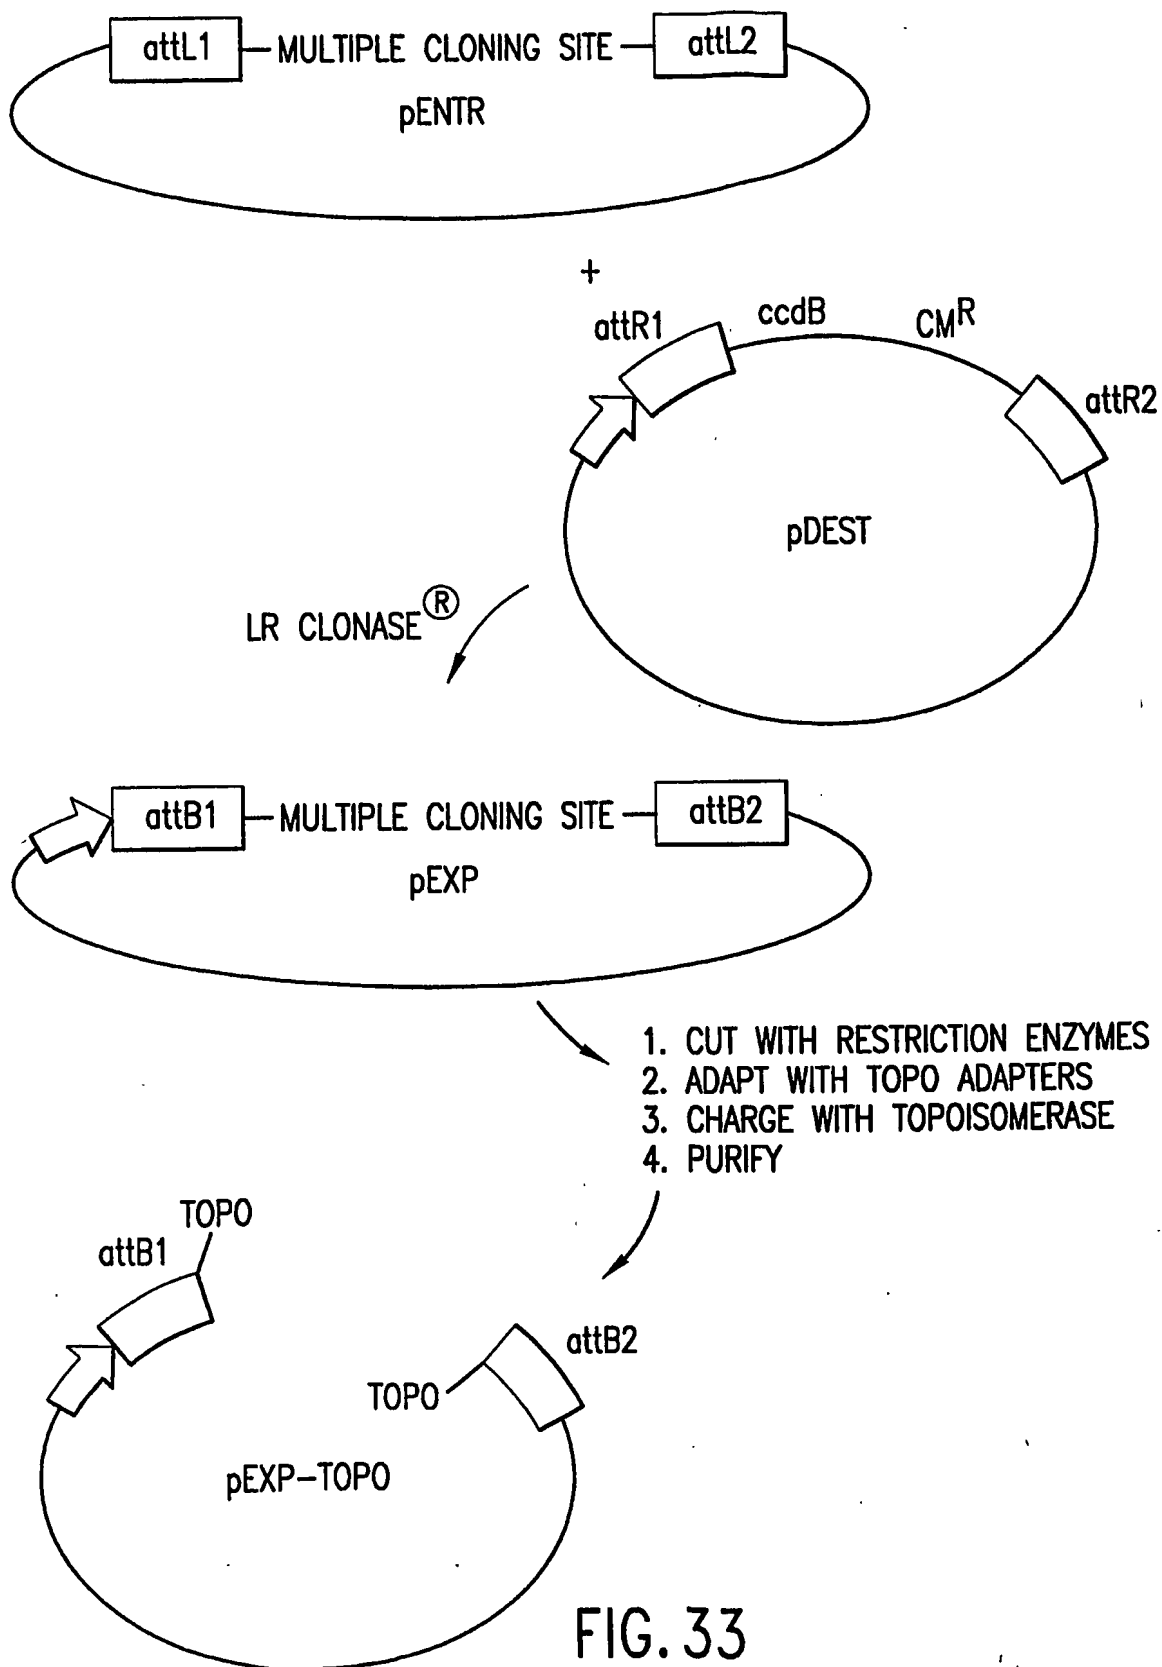 attL1 MULTIPLE CLONING SITE attL2
pENTR
+
attR1 ccdB CMR
attR2
pDEST
LR CLONASE®
attB1 MULTIPLE CLONING SITE attB2
pEXP
1. CUT WITH RESTRICTION ENZYMES
2. ADAPT WITH TOPO ADAPTERS
3. CHARGE WITH TOPOISOMERASE
4. PURIFY
TOPO
attB1
attB2
TOPO
pEXP-TOPO
FIG. 33